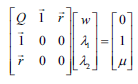 [ Q  1⃗  r⃗ ] [ w ]   [ 0 ]
[ 1⃗  0  0 ] [ λ₁ ] = [ 1 ]
[ r⃗  0  0 ] [ λ₂ ]   [ μ ]